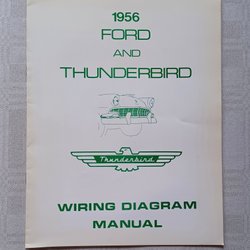 1956
FORD
AND
THUNDERBIRD
Thunderbird
WIRING DIAGRAM
MANUAL